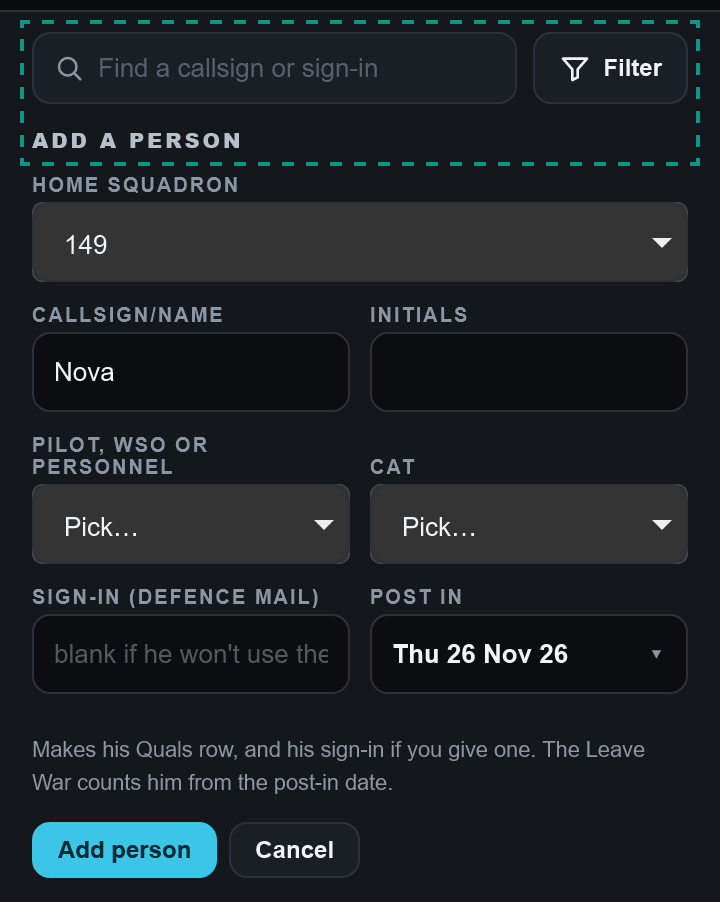 Find a callsign or sign-in
Filter
ADD A PERSON
HOME SQUADRON
149
CALLSIGN/NAME
INITIALS
Nova
PILOT, WSO OR
PERSONNEL
CAT
Pick...
Pick...
SIGN-IN (DEFENCE MAIL)
POST IN
blank if he won't use the
Thu 26 Nov 26
Makes his Quals row, and his sign-in if you give one. The Leave
War counts him from the post-in date.
Add person
Cancel